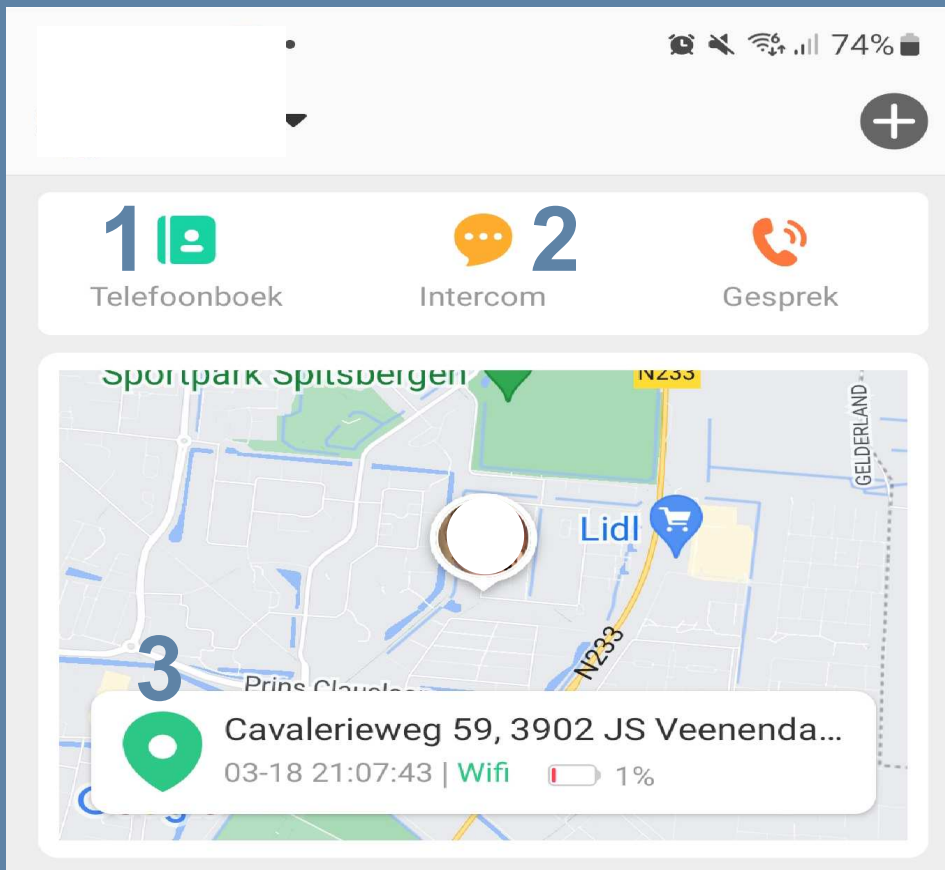 74%
1
2
Telefoonboek
Intercom
Gesprek
Sportpark Spitsbergen
N233
GELDERLAND
Lidl
N233
3
Cavalerieweg 59, 3902 JS Veenenda...
03-18 21:07:43 | Wifi 1%